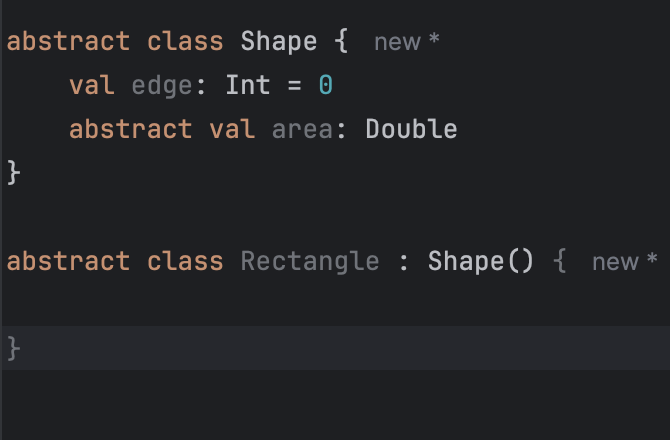 abstract class Shape { new *
    val edge: Int = 0
    abstract val area: Double
}
abstract class Rectangle : Shape() { new *
}